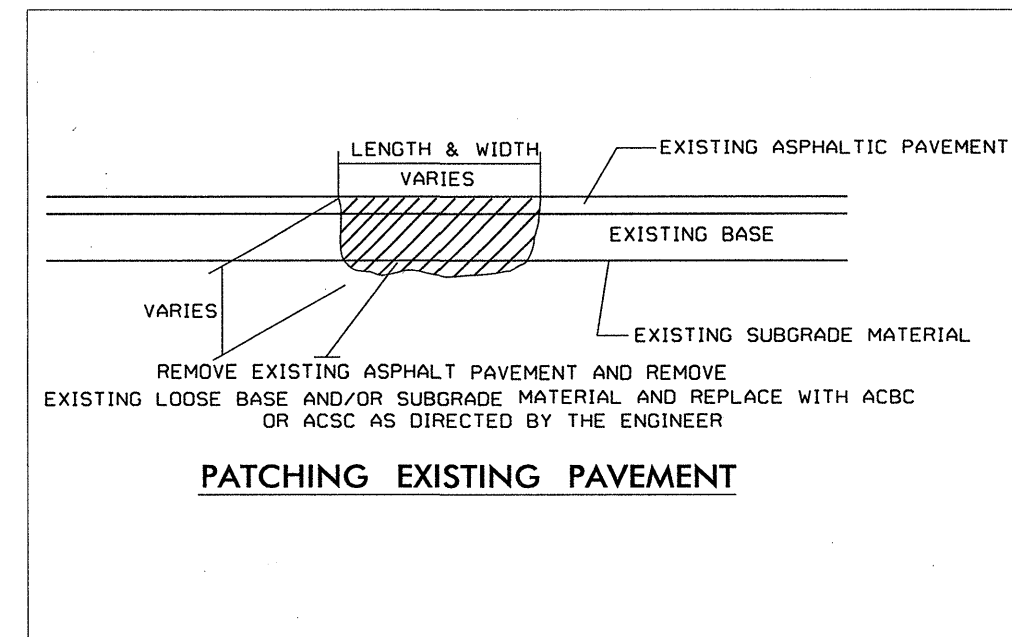 LENGTH & WIDTH
VARIES
EXISTING ASPHALTIC PAVEMENT
EXISTING BASE
VARIES
EXISTING SUBGRADE MATERIAL
REMOVE EXISTING ASPHALT PAVEMENT AND REMOVE
EXISTING LOOSE BASE AND/OR SUBGRADE MATERIAL AND REPLACE WITH ACBC
OR ACSC AS DIRECTED BY THE ENGINEER
PATCHING EXISTING PAVEMENT